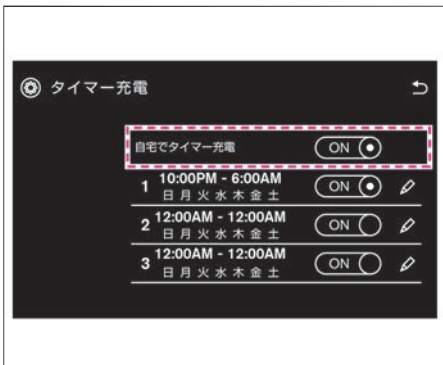 タイマー充電
自宅でタイマー充電 ON
1 10:00PM - 6:00AM ON
日 月 火 水 木 金 土
2 12:00AM - 12:00AM ON
日 月 火 水 木 金 土
3 12:00AM - 12:00AM ON
日 月 火 水 木 金 土